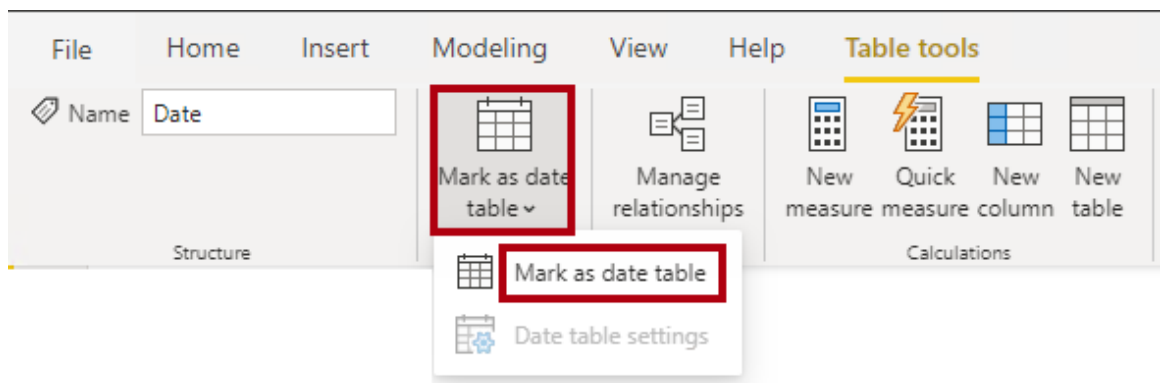 File Home Insert Modeling View Help Table tools
Name Date
Mark as date
table
Manage
relationships
New
measure
Quick
measure
New
column
New
table
Structure
Calculations
Mark as date table
Date table settings